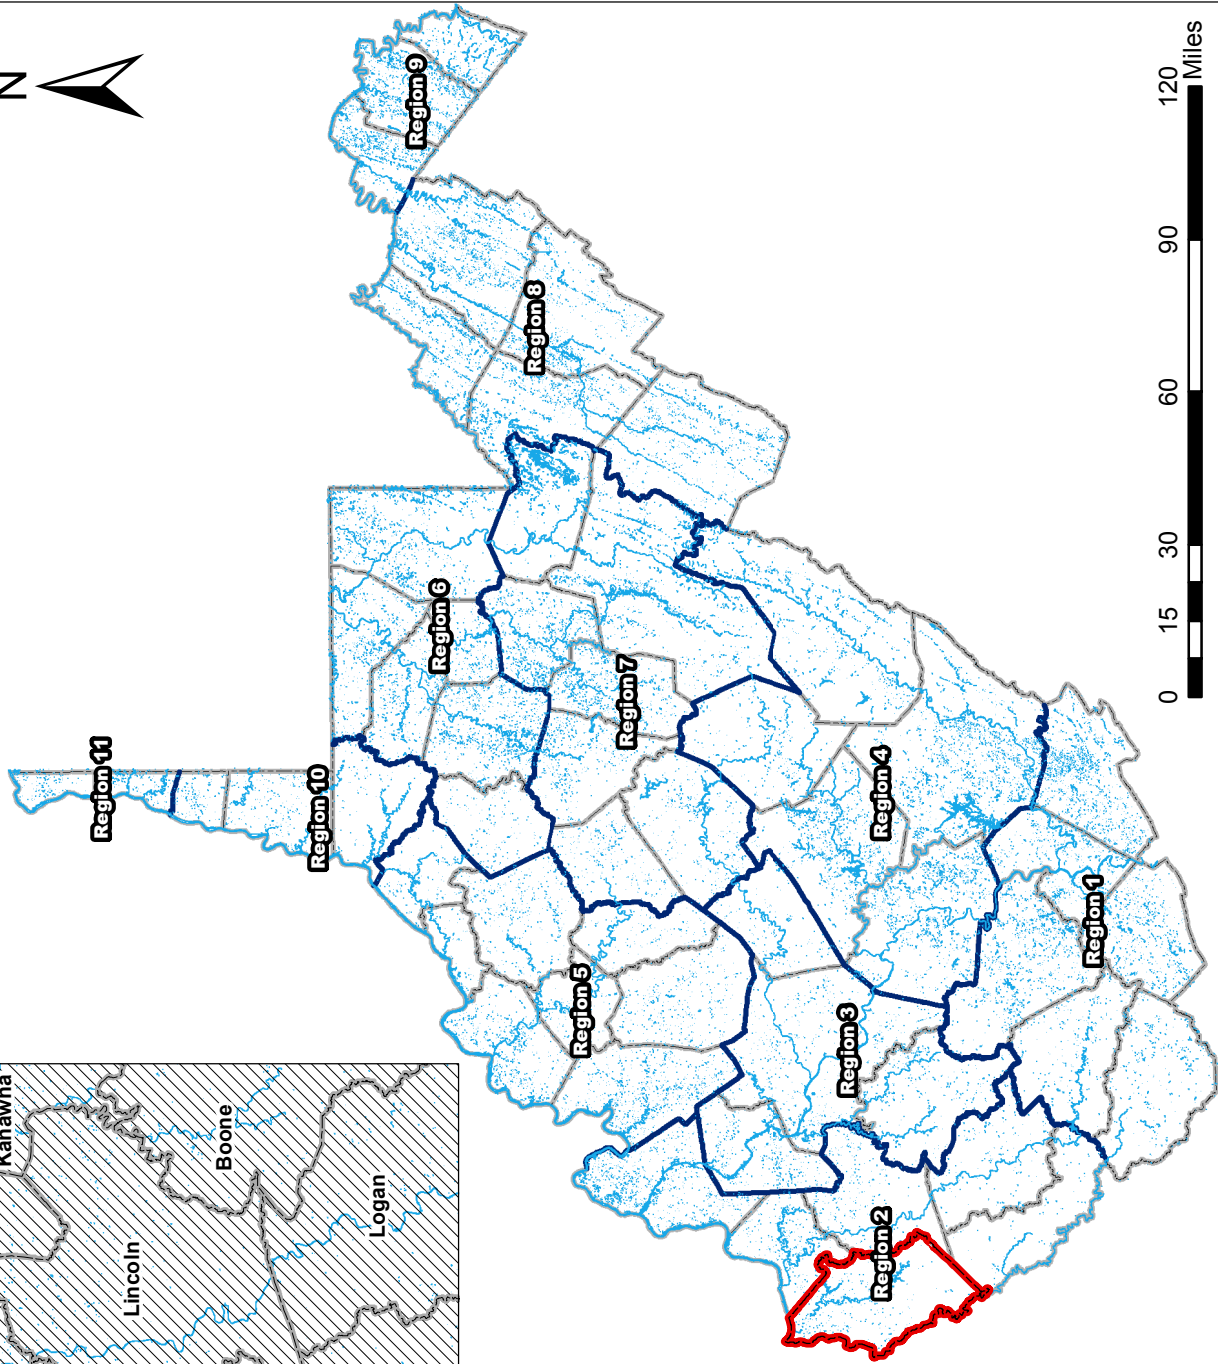 N
Region 9
Region 8
Region 6
Region 7
Region 11
Region 10
Region 4
Region 5
Region 3
Region 1
Region 2
Kanawha
Boone
Lincoln
Logan
0 15 30 60 90 120
Miles